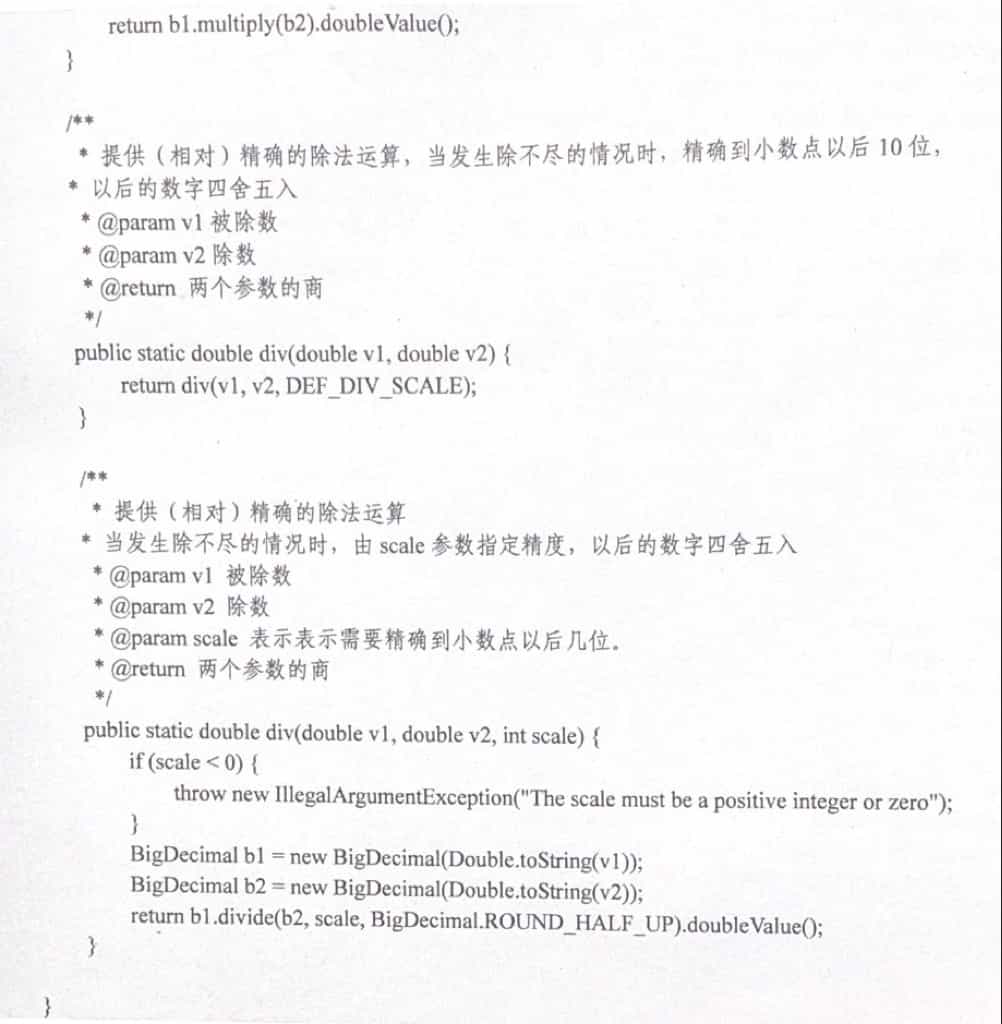 return b1.multiply(b2).doubleValue();
}
/**
* 提供（相对）精确的除法运算，当发生除不尽的情况时，精确到小数点以后 10 位，
* 以后的数字四舍五入
* @param v1 被除数
* @param v2 除数
* @return 两个参数的商
*/
public static double div(double v1, double v2) {
return div(v1, v2, DEF_DIV_SCALE);
}
/**
* 提供（相对）精确的除法运算
* 当发生除不尽的情况时，由 scale 参数指定精度，以后的数字四舍五入
* @param v1 被除数
* @param v2 除数
* @param scale 表示表示需要精确到小数点以后几位。
* @return 两个参数的商
*/
public static double div(double v1, double v2, int scale) {
if (scale < 0) {
throw new IllegalArgumentException("The scale must be a positive integer or zero");
}
BigDecimal b1 = new BigDecimal(Double.toString(v1));
BigDecimal b2 = new BigDecimal(Double.toString(v2));
return b1.divide(b2, scale, BigDecimal.ROUND_HALF_UP).doubleValue();
}
}